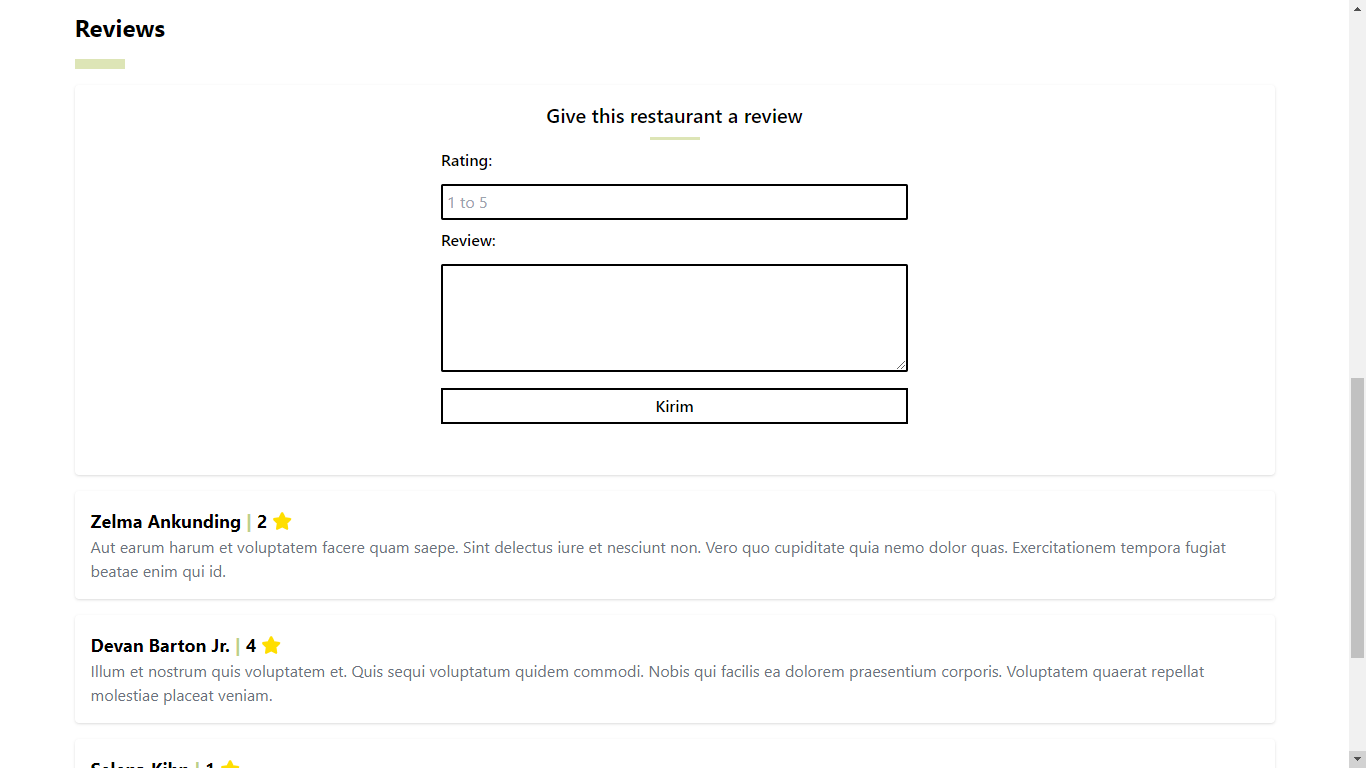 Reviews
Give this restaurant a review
Rating:
1 to 5
Review:
Kirim
Zelma Ankunding | 2
Aut earum harum et voluptatem facere quam saepe. Sint delectus iure et nesciunt non. Vero quo cupiditate quia nemo dolor quas. Exercitationem tempora fugiat
beatae enim qui id.
Devan Barton Jr. | 4
Illum et nostrum quis voluptatem et. Quis sequi voluptatum quidem commodi. Nobis qui facilis ea dolorem praesentium corporis. Voluptatem quaerat repellat
molestiae placeat veniam.